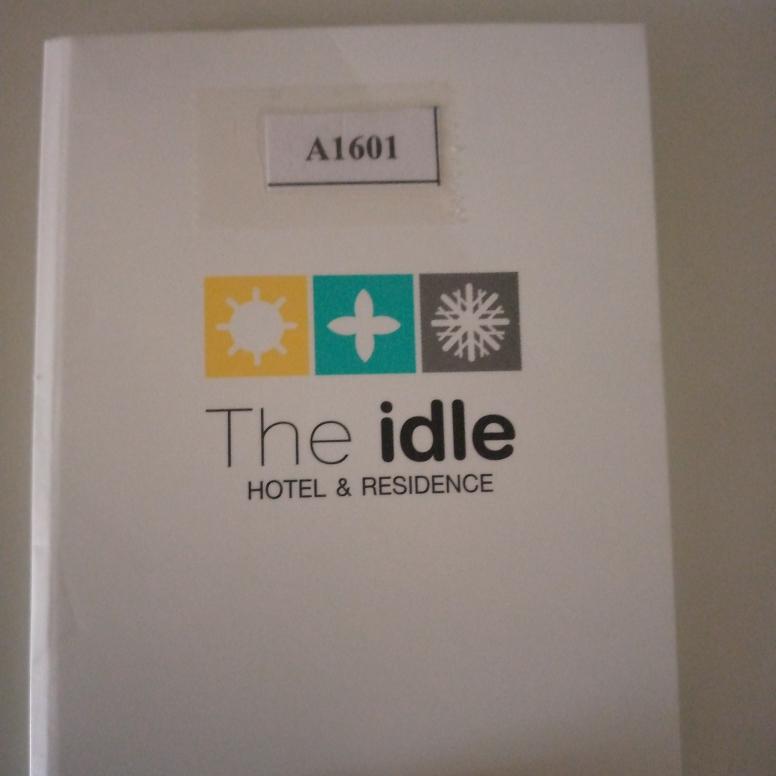 A1601
The idle
HOTEL & RESIDENCE